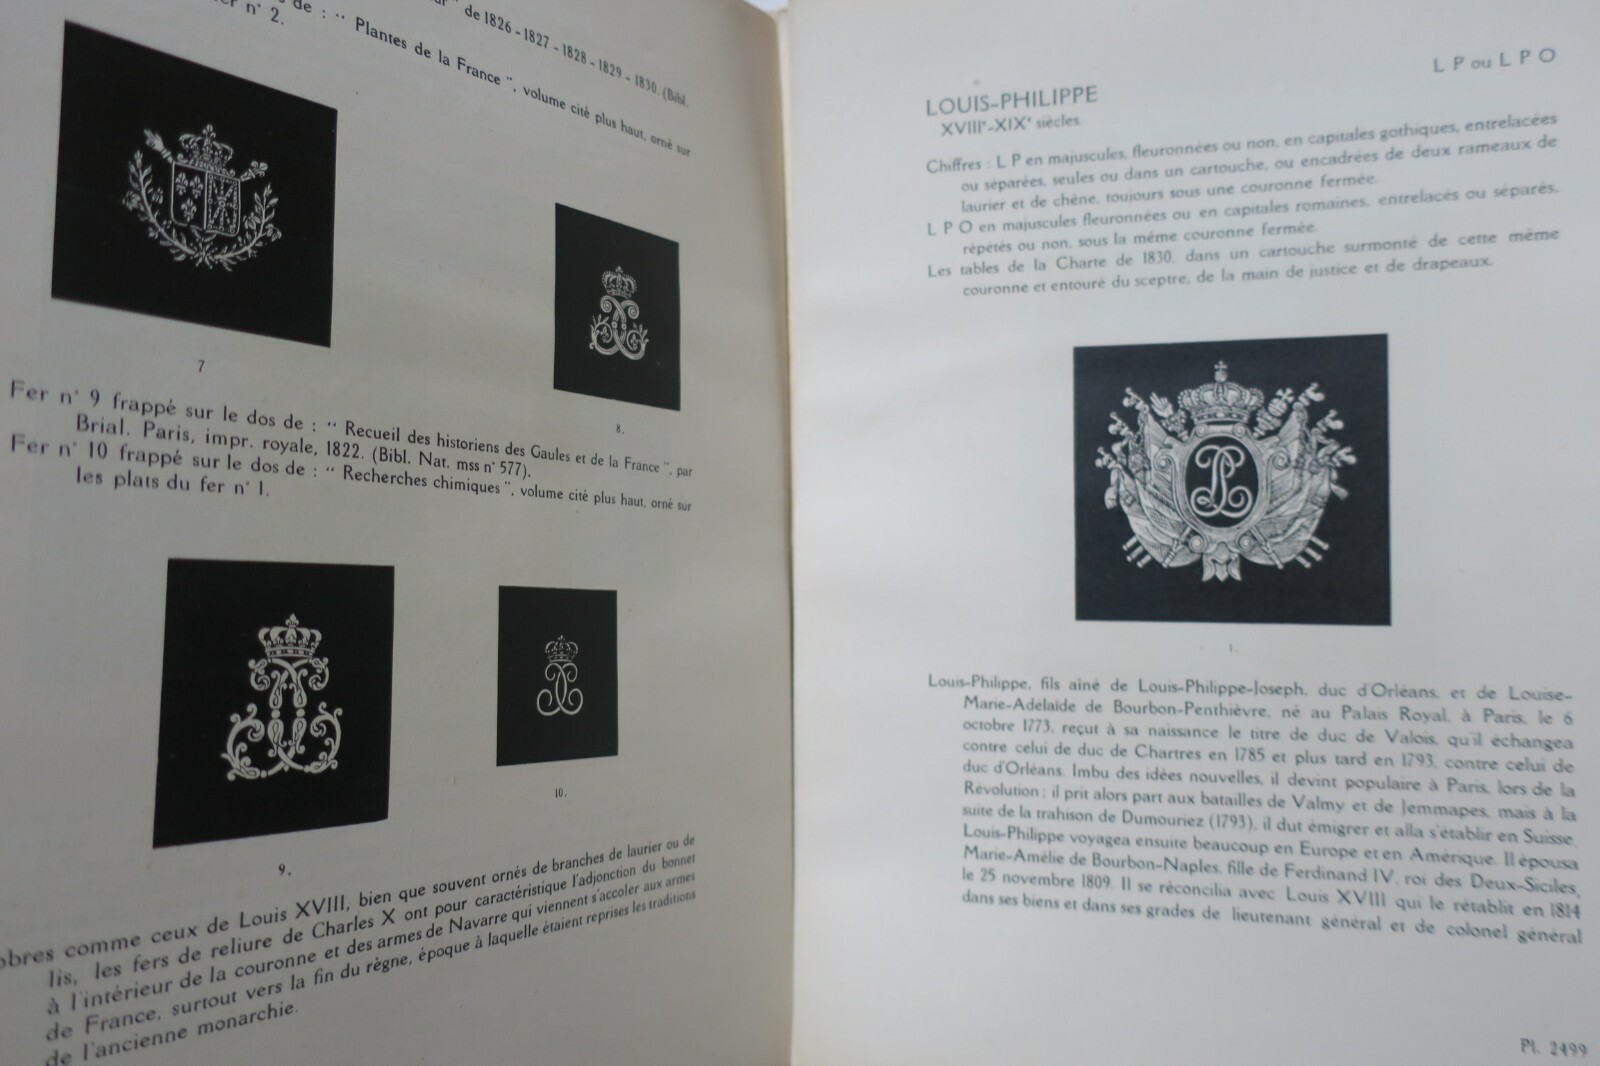 de 1826 - 1827 - 1828 - 1829 - 1830. (Bibl.
de : “ Plantes de la France ”, volume cité plus haut, orné sur
n° 2.
7
8.
Fer n° 9 frappé sur le dos de : “ Recueil des historiens des Gaules et de la France ”, par
Brial. Paris, impr. royale, 1822. (Bibl. Nat. mss n° 577).
Fer n° 10 frappé sur le dos de : “ Recherches chimiques ”, volume cité plus haut, orné sur
les plats du fer n° 1.
9.
10.
obres comme ceux de Louis XVIII, bien que souvent ornés de branches de laurier ou de
lis, les fers de reliure de Charles X ont pour caractéristique l'adjonction du bonnet
à l'intérieur de la couronne et des armes de Navarre qui viennent s'accoler aux armes
de France, surtout vers la fin du règne, époque à laquelle étaient reprises les traditions
de l'ancienne monarchie.
L P ou L P O
LOUIS-PHILIPPE
XVIIIe-XIXe siècles.
Chiffres : L P en majuscules, fleuronnées ou non, en capitales gothiques, entrelacées
ou séparées, seules ou dans un cartouche, ou encadrées de deux rameaux de
laurier et de chêne, toujours sous une couronne fermée.
L P O en majuscules fleuronnées ou en capitales romaines, entrelacés ou séparés,
répétés ou non, sous la même couronne fermée.
Les tables de la Charte de 1830, dans un cartouche surmonté de cette même
couronne et entouré du sceptre, de la main de justice et de drapeaux.
1.
Louis-Philippe, fils aîné de Louis-Philippe-Joseph, duc d'Orléans, et de Louise-
Marie-Adélaïde de Bourbon-Penthièvre, né au Palais Royal, à Paris, le 6
octobre 1773, reçut à sa naissance le titre de duc de Valois, qu'il échangea
contre celui de duc de Chartres en 1785 et plus tard en 1793, contre celui de
duc d'Orléans. Imbu des idées nouvelles, il devint populaire à Paris, lors de la
Révolution ; il prit alors part aux batailles de Valmy et de Jemmapes, mais à la
suite de la trahison de Dumouriez (1793), il dut émigrer et alla s'établir en Suisse.
Louis-Philippe voyagea ensuite beaucoup en Europe et en Amérique. Il épousa
Marie-Amélie de Bourbon-Naples, fille de Ferdinand IV, roi des Deux-Siciles,
le 25 novembre 1809. Il se réconcilia avec Louis XVIII qui le rétablit en 1814
dans ses biens et dans ses grades de lieutenant général et de colonel général
Pl. 2499